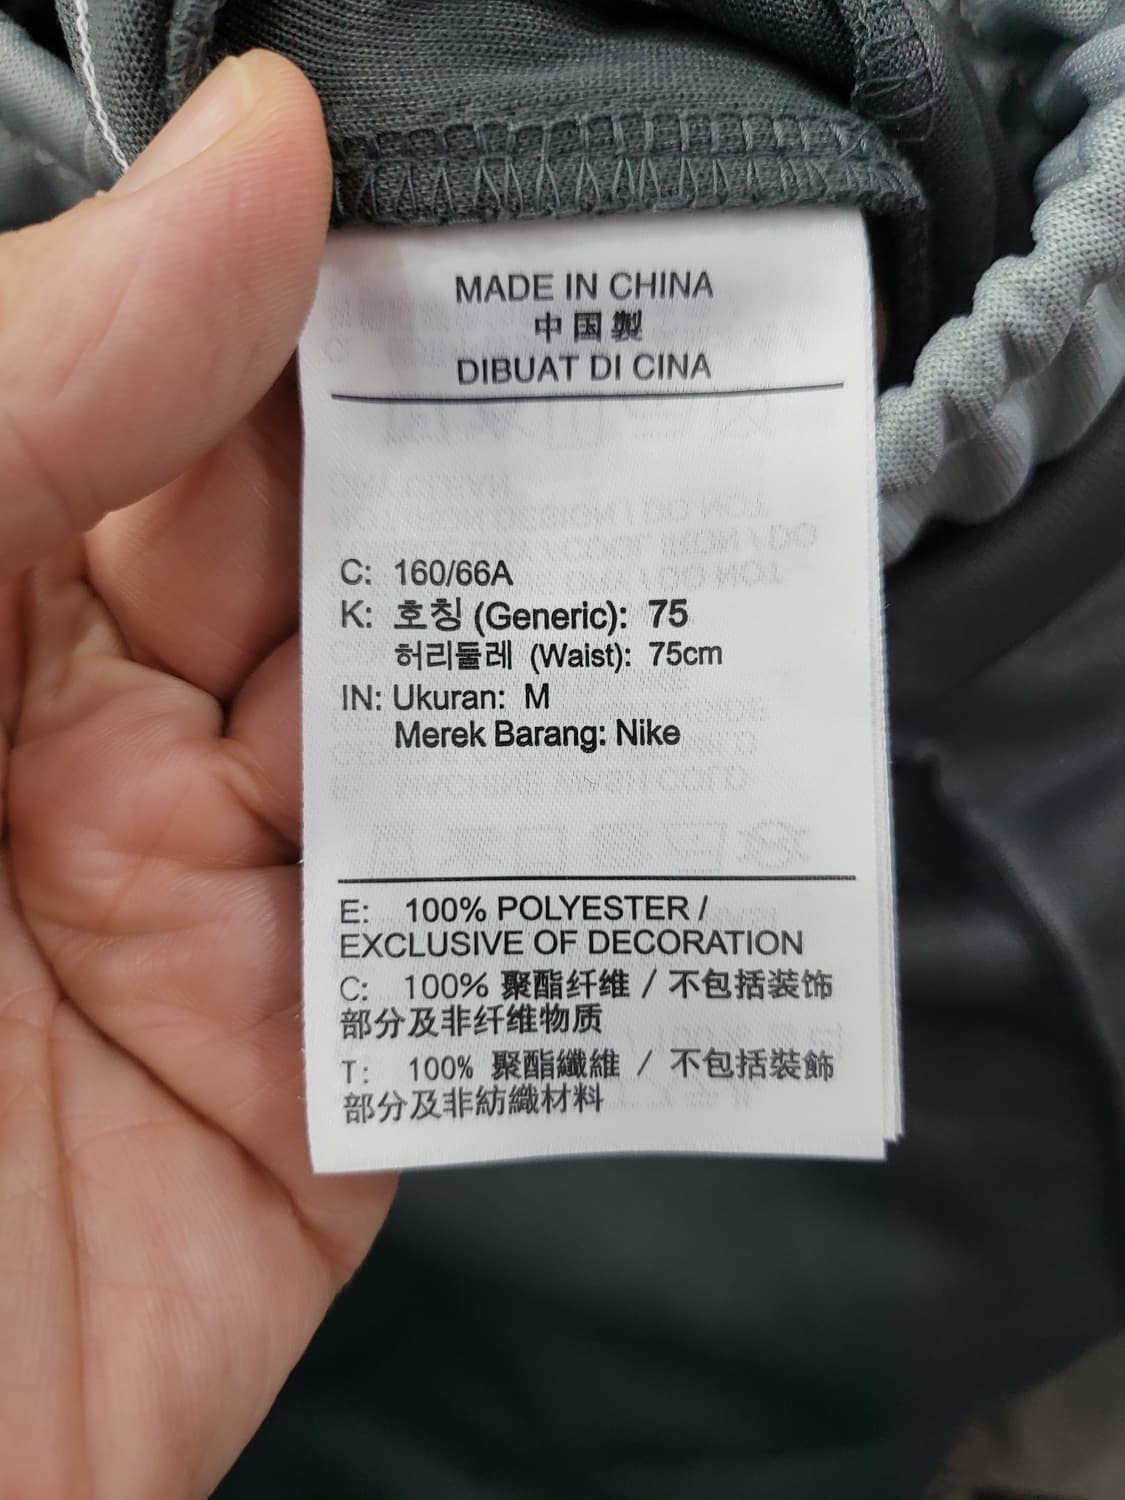 MADE IN CHINA
中国製
DIBUAT DI CINA
C: 160/66A
K: 호칭 (Generic): 75
허리둘레 (Waist): 75cm
IN: Ukuran: M
Merek Barang: Nike
E: 100% POLYESTER /
EXCLUSIVE OF DECORATION
C: 100% 聚酯纤维 / 不包括装饰
部分及非纤维物质
T: 100% 聚酯纖維 / 不包括裝飾
部分及非紡織材料